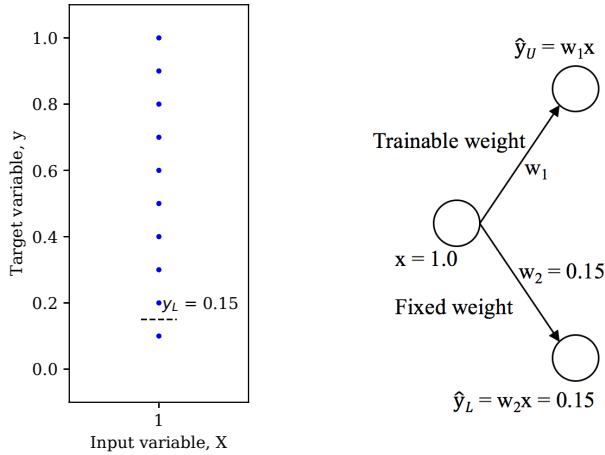 1.0
0.8
0.6
0.4
0.2
0.0
Target variable, y
y_L = 0.15
1
Input variable, X
ŷ_U = w₁x
Trainable weight
w₁
x = 1.0
w₂ = 0.15
Fixed weight
ŷ_L = w₂x = 0.15